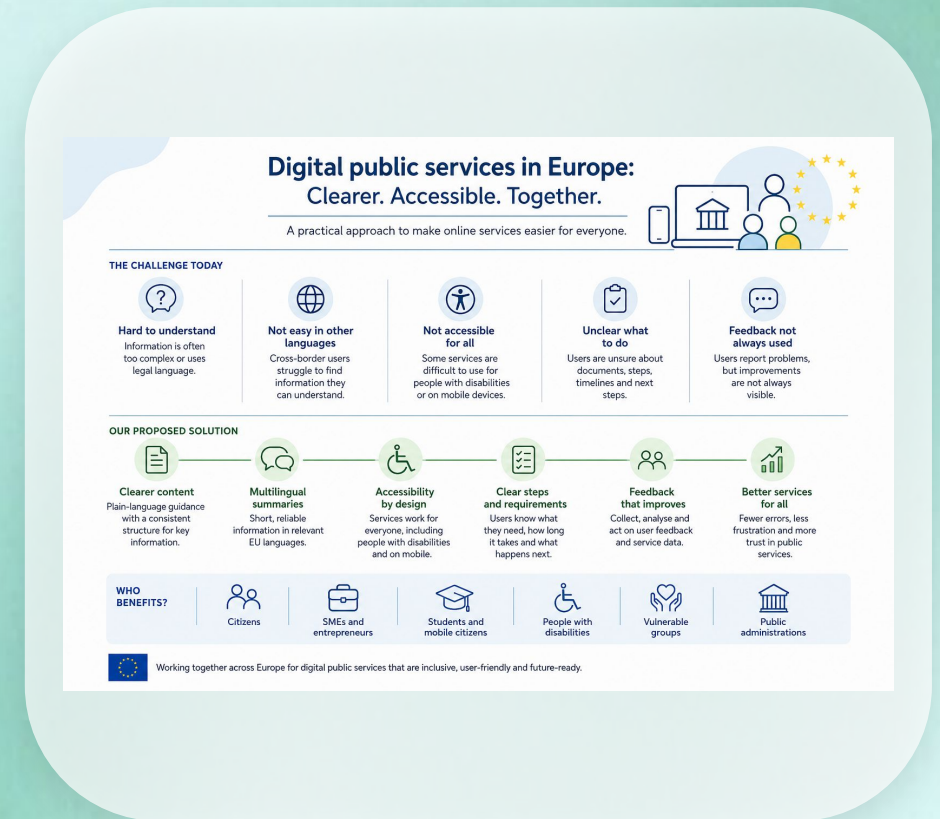 Digital public services in Europe:
Clearer. Accessible. Together.
A practical approach to make online services easier for everyone.
THE CHALLENGE TODAY
?
Hard to understand
Information is often
too complex or uses
legal language.
Not easy in other
languages
Cross-border users
struggle to find
information they
can understand.
Not accessible
for all
Some services are
difficult to use for
people with disabilities
or on mobile devices.
Unclear what
to do
Users are unsure about
documents, steps,
timelines and next
steps.
Feedback not
always used
Users report problems,
but improvements
are not always
visible.
OUR PROPOSED SOLUTION
Clearer content
Plain-language guidance
with a consistent
structure for key
information.
Multilingual
summaries
Short, reliable
information in relevant
EU languages.
Accessibility
by design
Services work for
everyone, including
people with disabilities
and on mobile.
Clear steps
and requirements
Users know what
they need, how long
it takes and what
happens next.
Feedback
that improves
Collect, analyse and
act on user feedback
and service data.
Better services
for all
Fewer errors, less
frustration and more
trust in public
services.
WHO
BENEFITS?
Citizens
SMEs and
entrepreneurs
Students and
mobile citizens
People with
disabilities
Vulnerable
groups
Public
administrations
Working together across Europe for digital public services that are inclusive, user-friendly and future-ready.